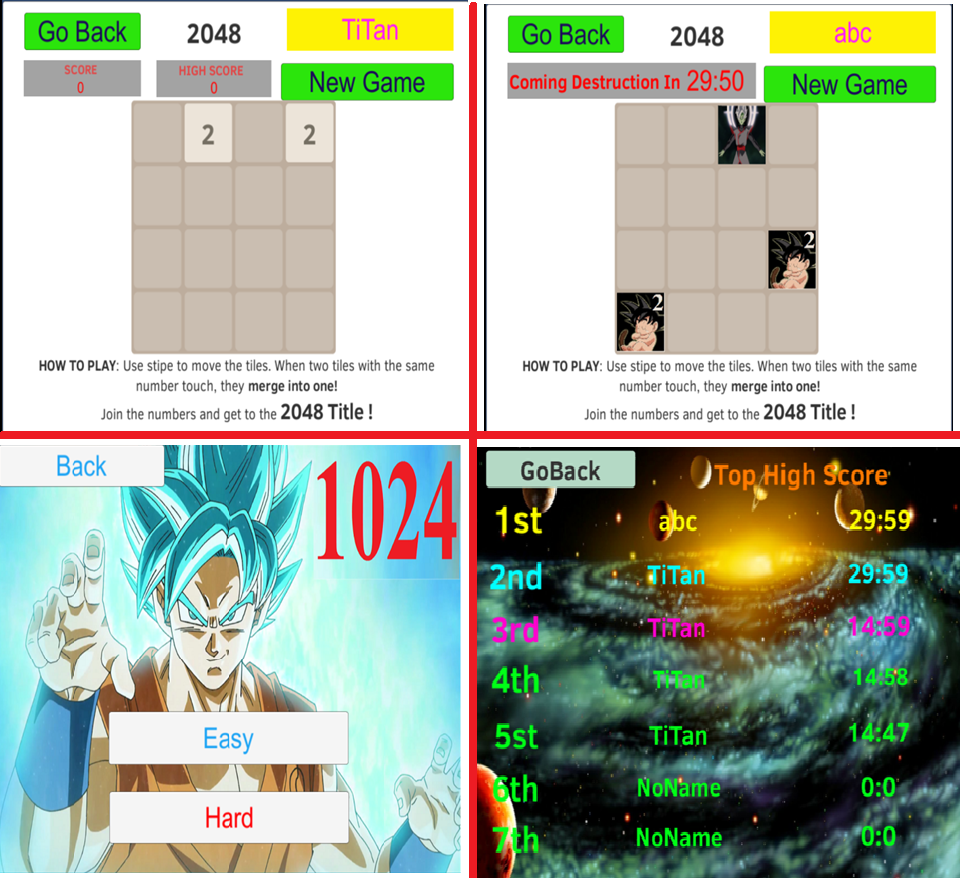 Go Back
2048
TiTan
SCORE
0
HIGH SCORE
0
New Game
2
2
HOW TO PLAY: Use stipe to move the tiles. When two tiles with the same
number touch, they merge into one!
Join the numbers and get to the 2048 Title !
Go Back
2048
abc
Coming Destruction In 29:50
New Game
2
2
HOW TO PLAY: Use stipe to move the tiles. When two tiles with the same
number touch, they merge into one!
Join the numbers and get to the 2048 Title !
Back
1024
Easy
Hard
GoBack
Top High Score
1st abc 29:59
2nd TiTan 29:59
3rd TiTan 14:59
4th TiTan 14:58
5st TiTan 14:47
6th NoName 0:0
7th NoName 0:0